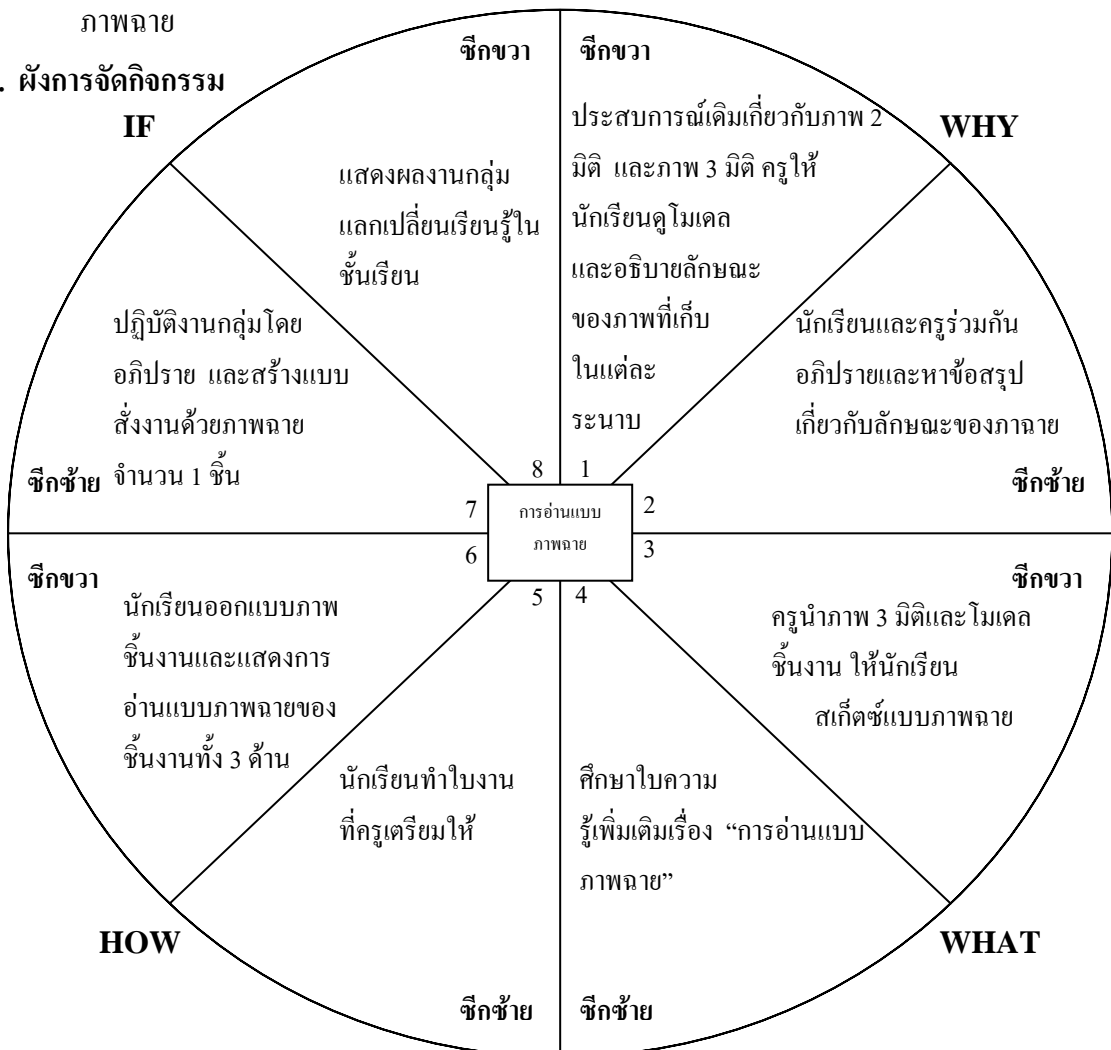 ภาพฉาย
. ผังการจัดกิจกรรม
IF
WHY
ซีกขวา
ซีกขวา
ประสบการณ์เดิมเกี่ยวกับภาพ 2
มิติ และภาพ 3 มิติ ครูให้
นักเรียนดูโมเดล
และอธิบายลักษณะ
ของภาพที่เก็บ
ในแต่ละ
ระนาบ
แสดงผลงานกลุ่ม
แลกเปลี่ยนเรียนรู้ใน
ชั้นเรียน
นักเรียนและครูร่วมกัน
อภิปรายและหาข้อสรุป
เกี่ยวกับลักษณะของภาฉาย
ซีกซ้าย
ปฏิบัติงานกลุ่มโดย
อภิปราย และสร้างแบบ
สั่งงานด้วยภาพฉาย
จำนวน 1 ชิ้น
ซีกซ้าย
8 1
7 2
6 3
5 4
การอ่านแบบ
ภาพฉาย
ซีกขวา
ครูนำภาพ 3 มิติและโมเดล
ชิ้นงาน ให้นักเรียน
สเก็ตซ์แบบภาพฉาย
ซีกขวา
นักเรียนออกแบบภาพ
ชิ้นงานและแสดงการ
อ่านแบบภาพฉายของ
ชิ้นงานทั้ง 3 ด้าน
นักเรียนทำใบงาน
ที่ครูเตรียมให้
ศึกษาใบความ
รู้เพิ่มเติมเรื่อง “การอ่านแบบ
ภาพฉาย”
HOW
WHAT
ซีกซ้าย
ซีกซ้าย